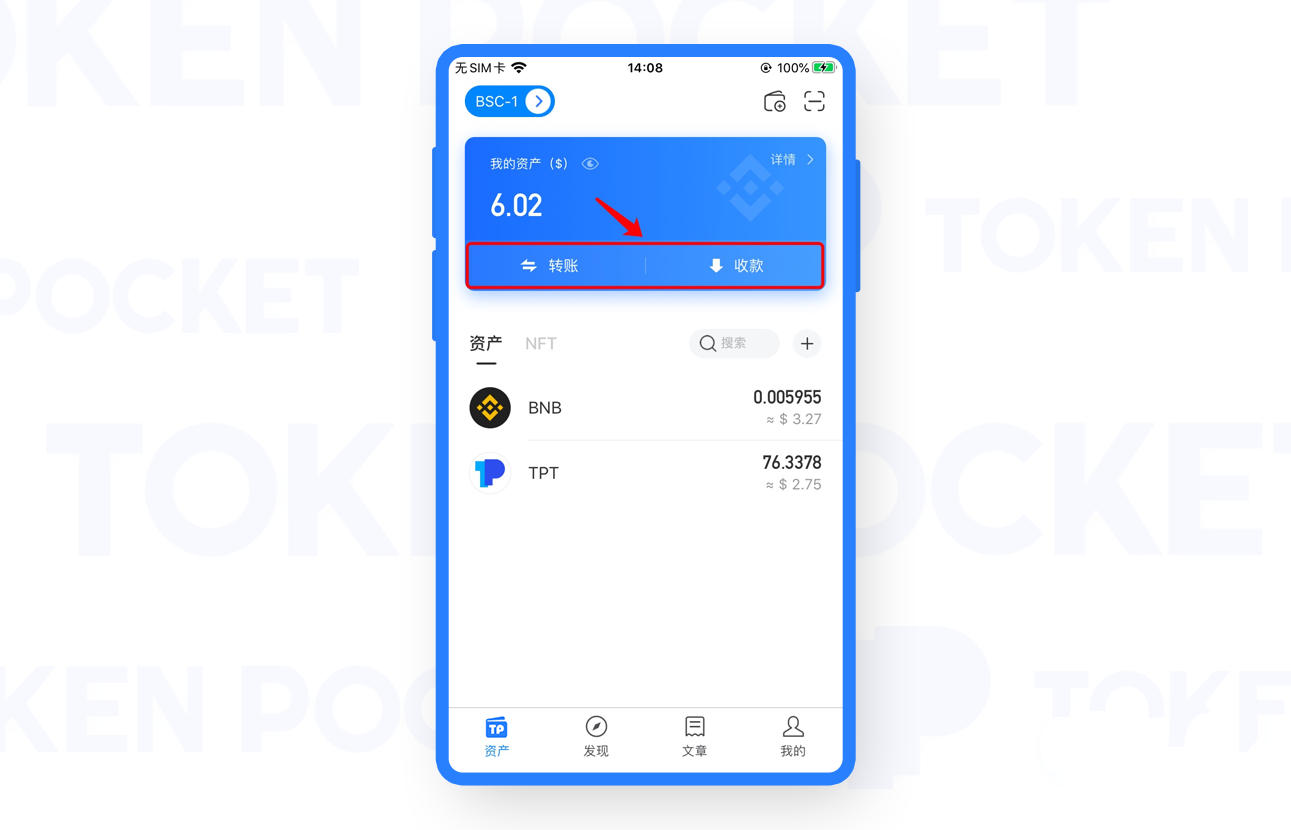 TOKEN POCKET
无SIM卡 14:08 100%
BSC-1
我的资产 ($) 详情
6.02
转账 收款
TOKEN P
POCKET
资产 NFT 搜索
BNB 0.005955
≈ $ 3.27
TPT 76.3378
≈ $ 2.75
TOKEN POCKET
KEN POC
TP
资产 发现 文章 我的